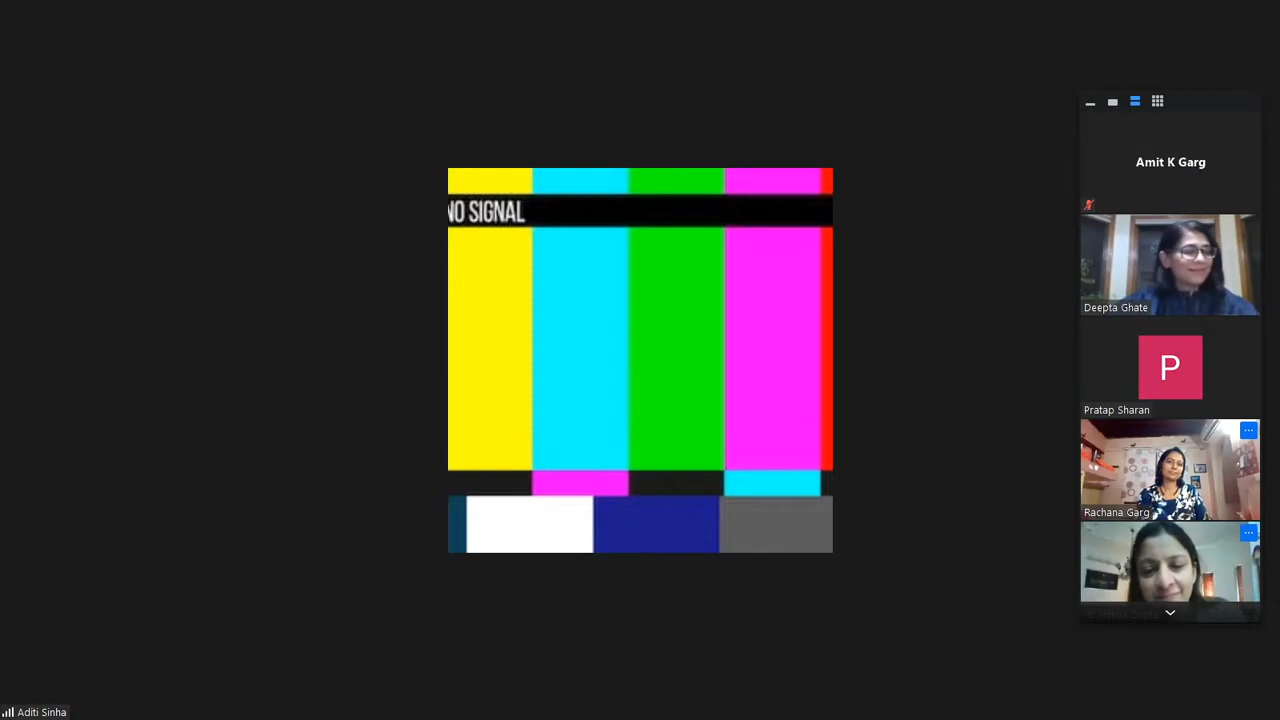 NO SIGNAL
Amit K Garg
Deepta Ghate
P
Pratap Sharan
Rachana Garg
Aditi Sinha